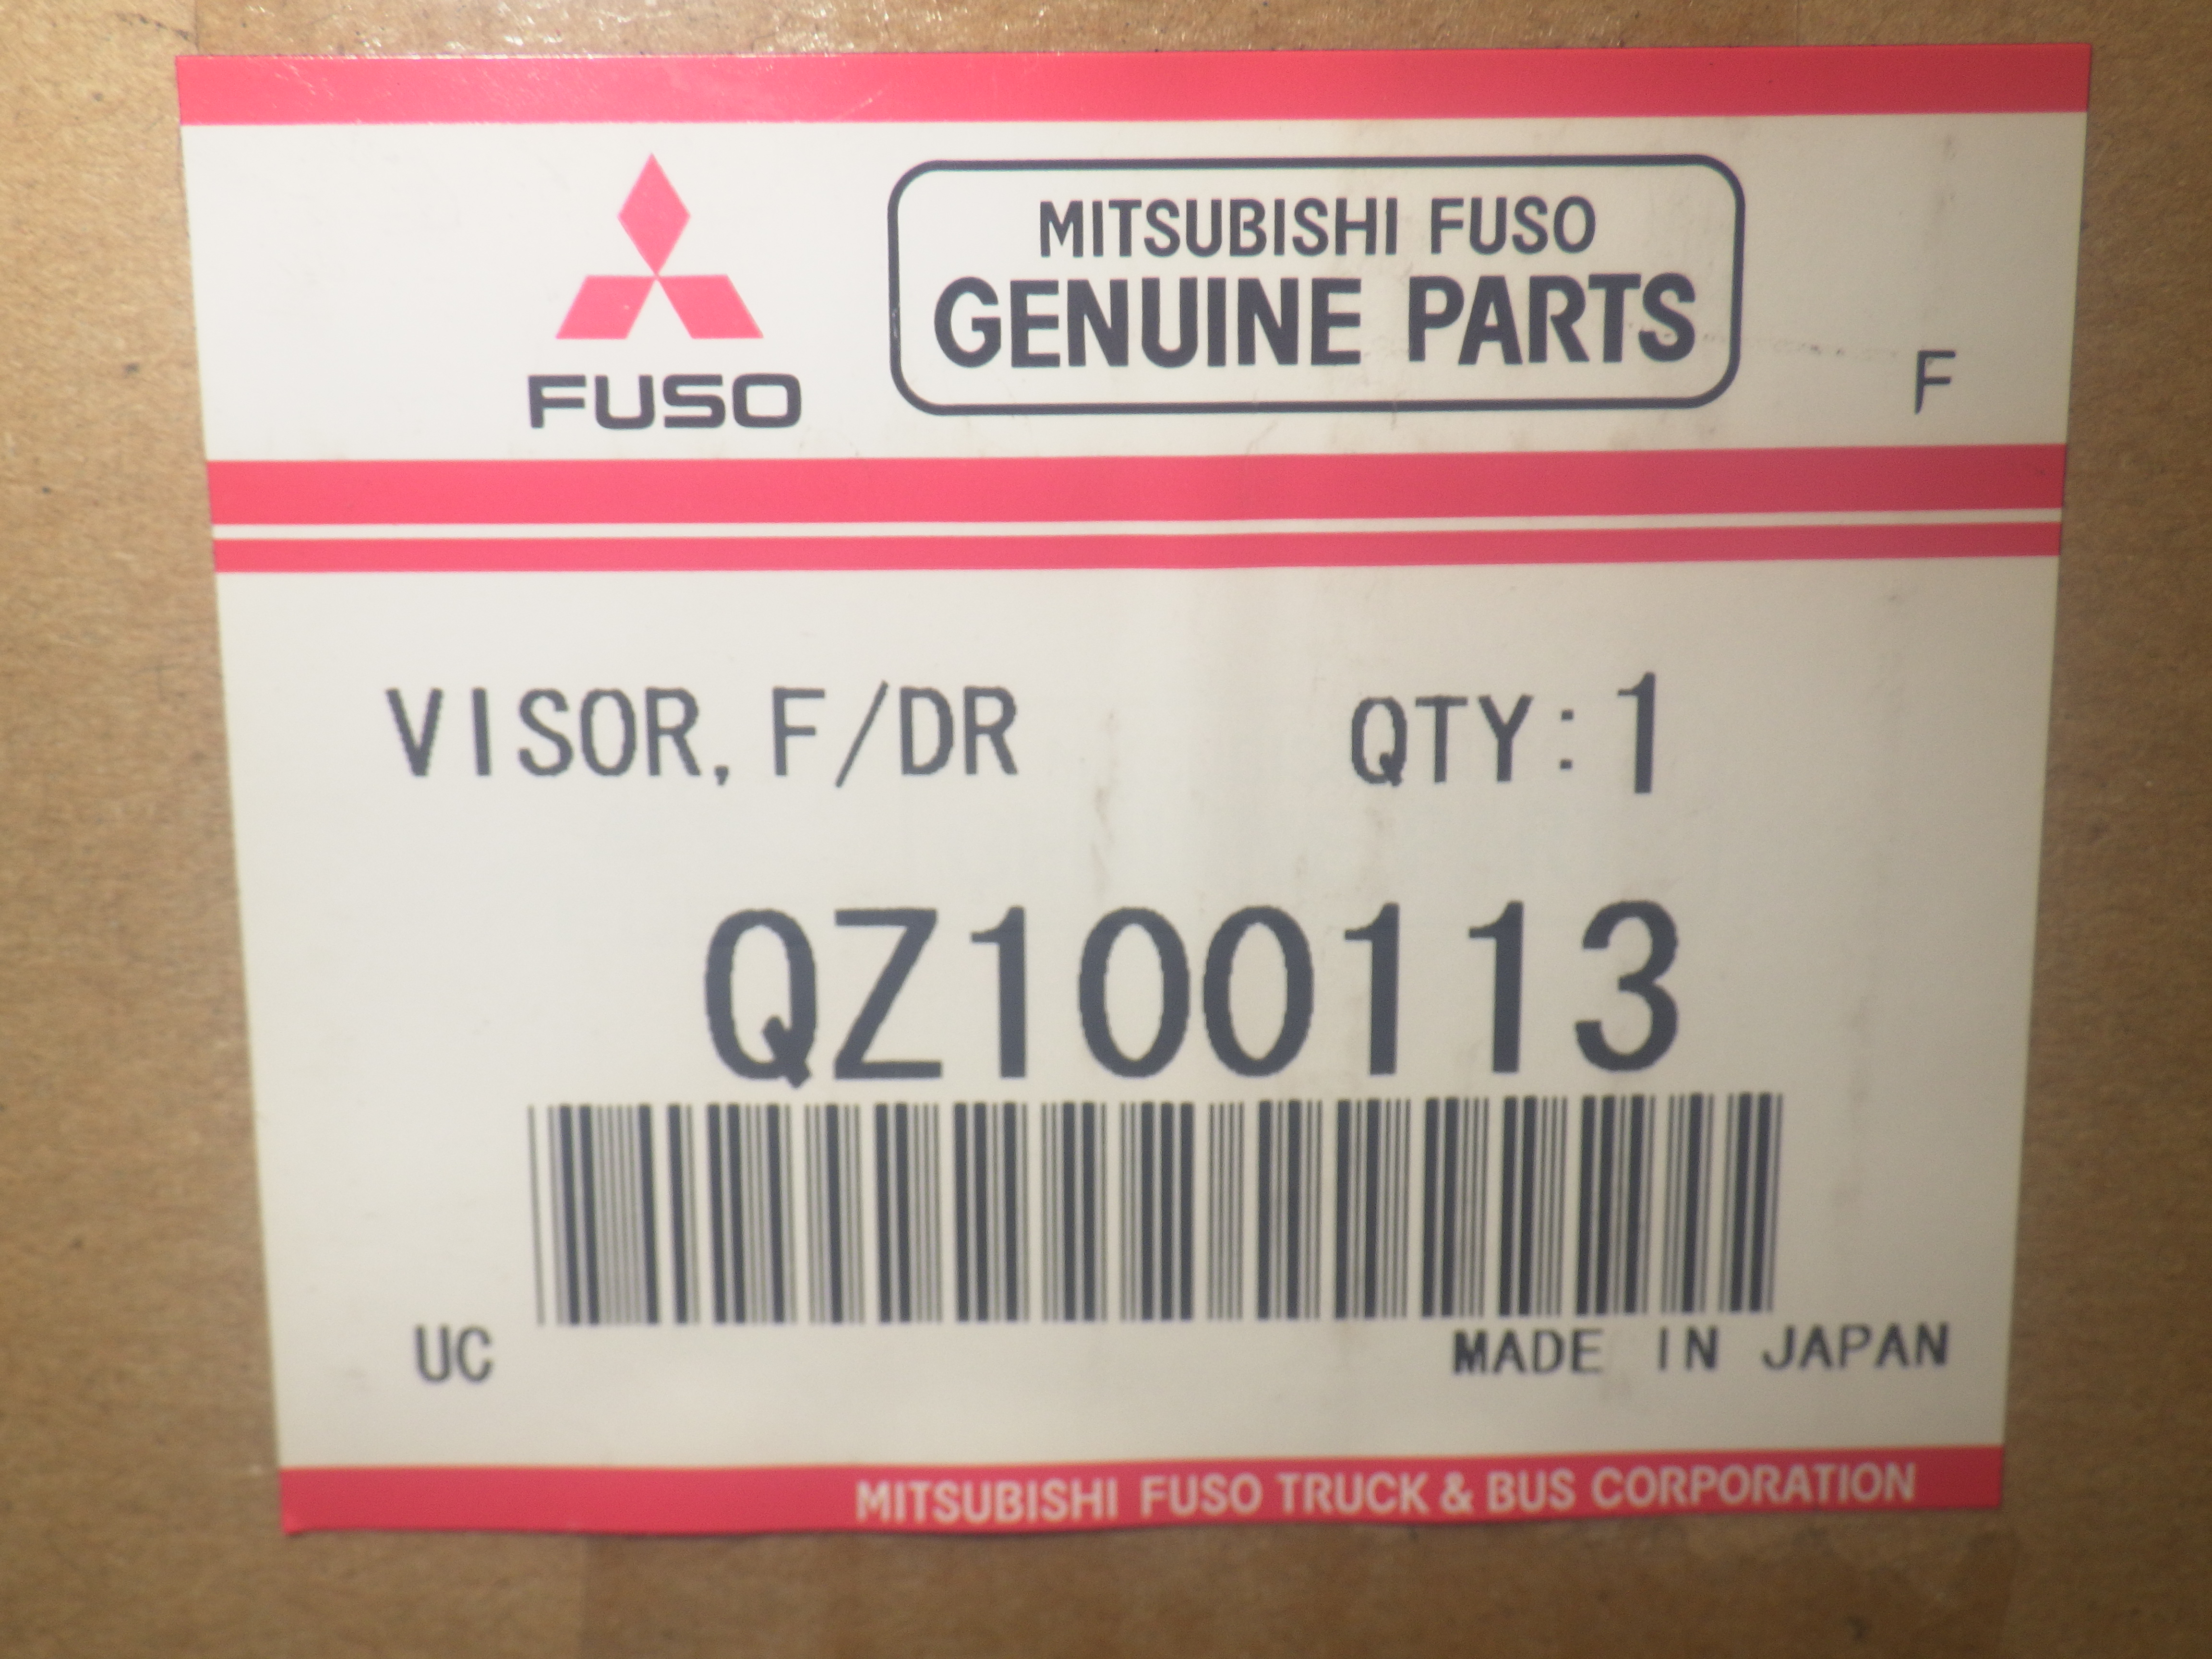 MITSUBISHI FUSO
GENUINE PARTS
FUSO
F
VISOR, F/DR QTY:1
QZ100113
UC
MADE IN JAPAN
MITSUBISHI FUSO TRUCK & BUS CORPORATION